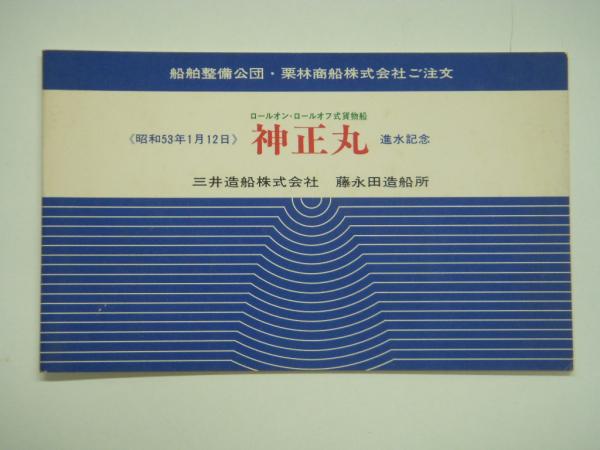 船舶整備公団・栗林商船株式会社ご注文
ロールオン・ロールオフ式貨物船
《昭和53年1月12日》 神正丸 進水記念
三井造船株式会社 藤永田造船所